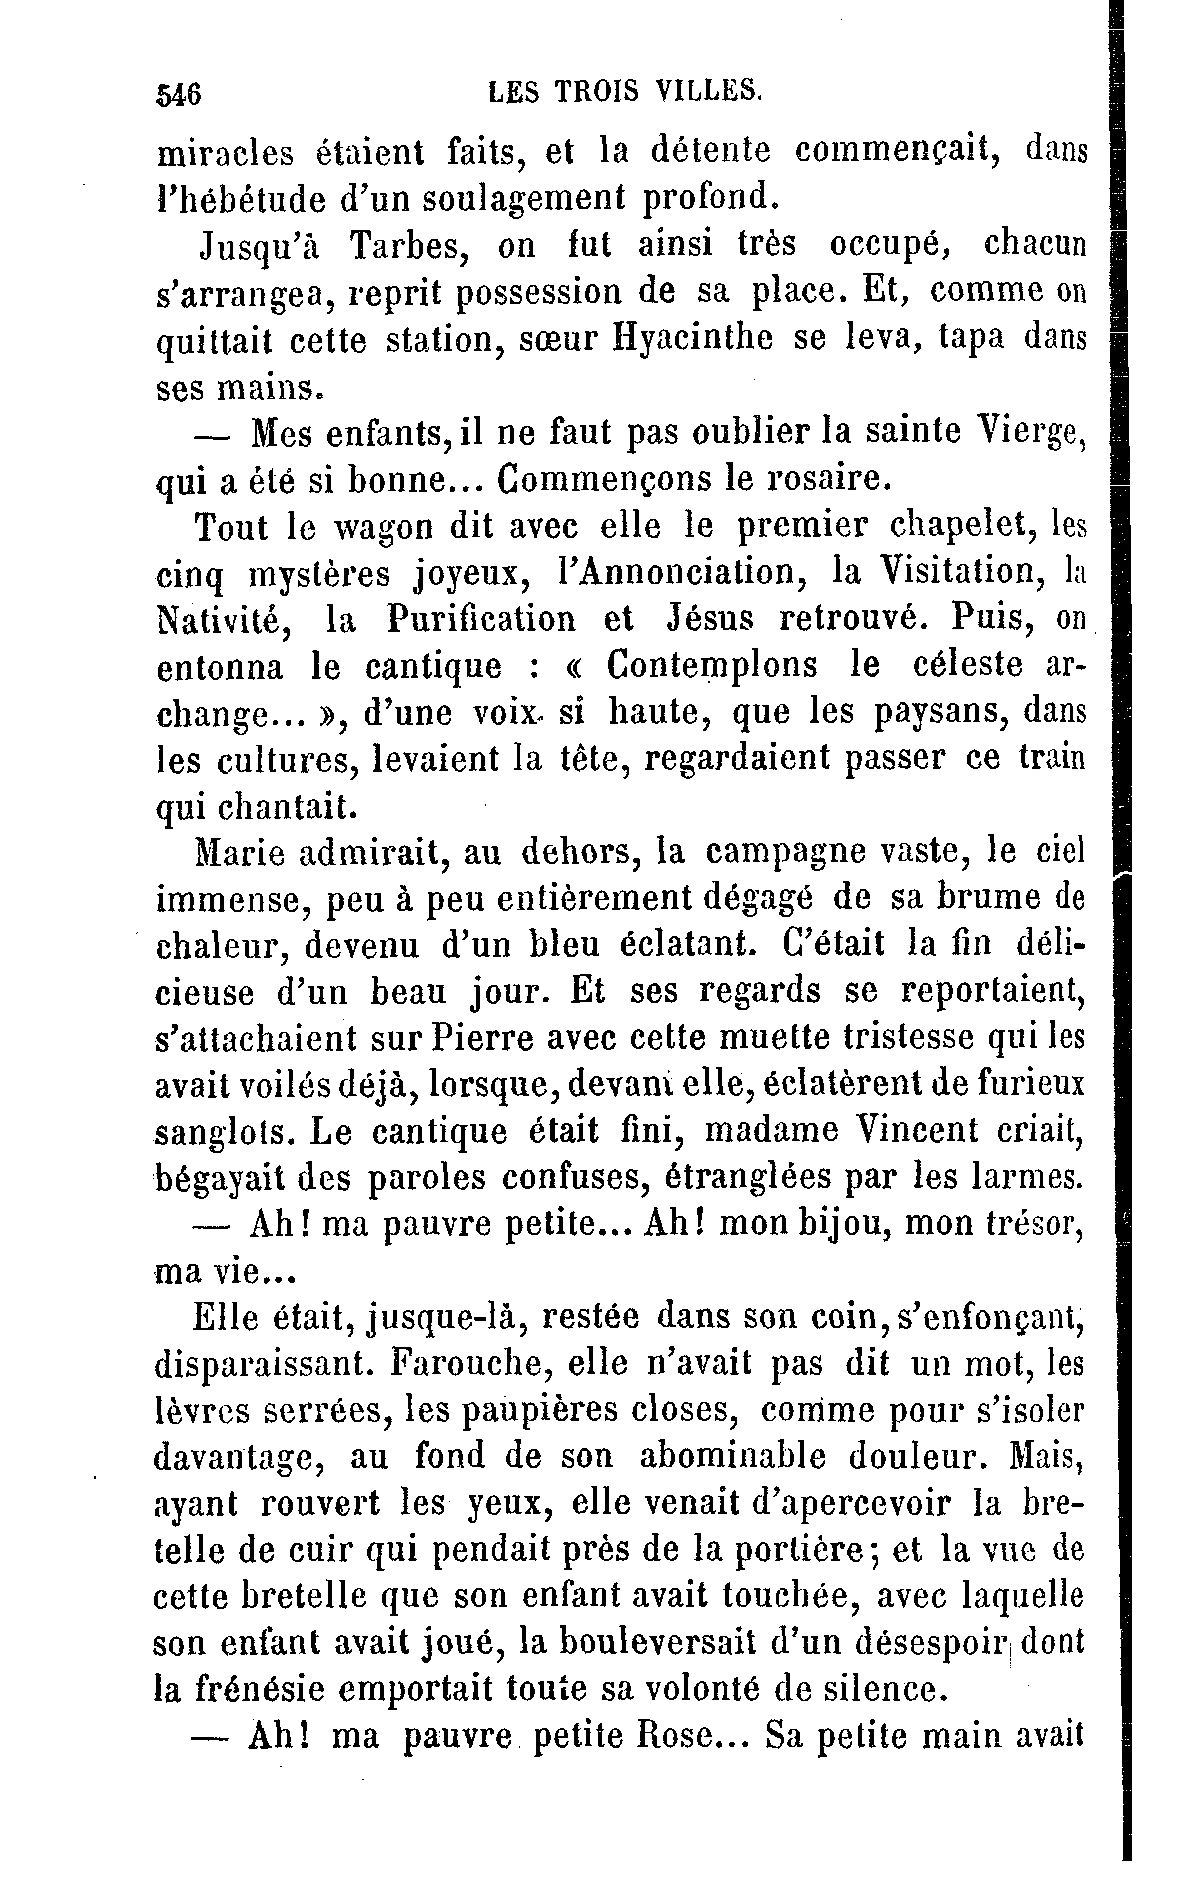 546 LES TROIS VILLES.
miracles étaient faits, et la détente commençait, dans
l'hébétude d'un soulagement profond.
Jusqu'à Tarbes, on fut ainsi très occupé, chacun
s'arrangea, reprit possession de sa place. Et, comme on
quittait cette station, sœur Hyacinthe se leva, tapa dans
ses mains.
— Mes enfants, il ne faut pas oublier la sainte Vierge,
qui a été si bonne... Commençons le rosaire.
Tout le wagon dit avec elle le premier chapelet, les
cinq mystères joyeux, l'Annonciation, la Visitation, la
Nativité, la Purification et Jésus retrouvé. Puis, on
entonna le cantique : « Contemplons le céleste ar-
change... », d'une voix si haute, que les paysans, dans
les cultures, levaient la tête, regardaient passer ce train
qui chantait.
Marie admirait, au dehors, la campagne vaste, le ciel
immense, peu à peu entièrement dégagé de sa brume de
chaleur, devenu d'un bleu éclatant. C'était la fin déli-
cieuse d'un beau jour. Et ses regards se reportaient,
s'attachaient sur Pierre avec cette muette tristesse qui les
avait voilés déjà, lorsque, devant elle, éclatèrent de furieux
sanglots. Le cantique était fini, madame Vincent criait,
bégayait des paroles confuses, étranglées par les larmes.
— Ah! ma pauvre petite... Ah! mon bijou, mon trésor,
ma vie...
Elle était, jusque-là, restée dans son coin, s'enfonçant,
disparaissant. Farouche, elle n'avait pas dit un mot, les
lèvres serrées, les paupières closes, comme pour s'isoler
davantage, au fond de son abominable douleur. Mais,
ayant rouvert les yeux, elle venait d'apercevoir la bre-
telle de cuir qui pendait près de la portière; et la vue de
cette bretelle que son enfant avait touchée, avec laquelle
son enfant avait joué, la bouleversait d'un désespoir dont
la frénésie emportait toute sa volonté de silence.
— Ah! ma pauvre petite Rose... Sa petite main avait